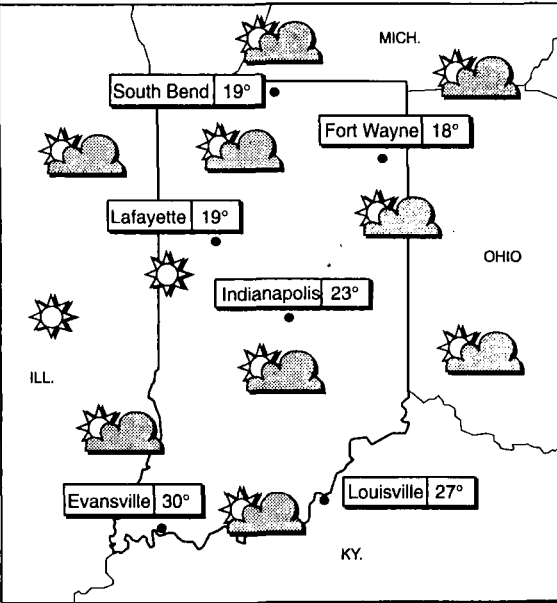 MICH.
South Bend 19°
Fort Wayne 18°
Lafayette 19°
OHIO
Indianapolis 23°
ILL.
Evansville 30°
Louisville 27°
KY.